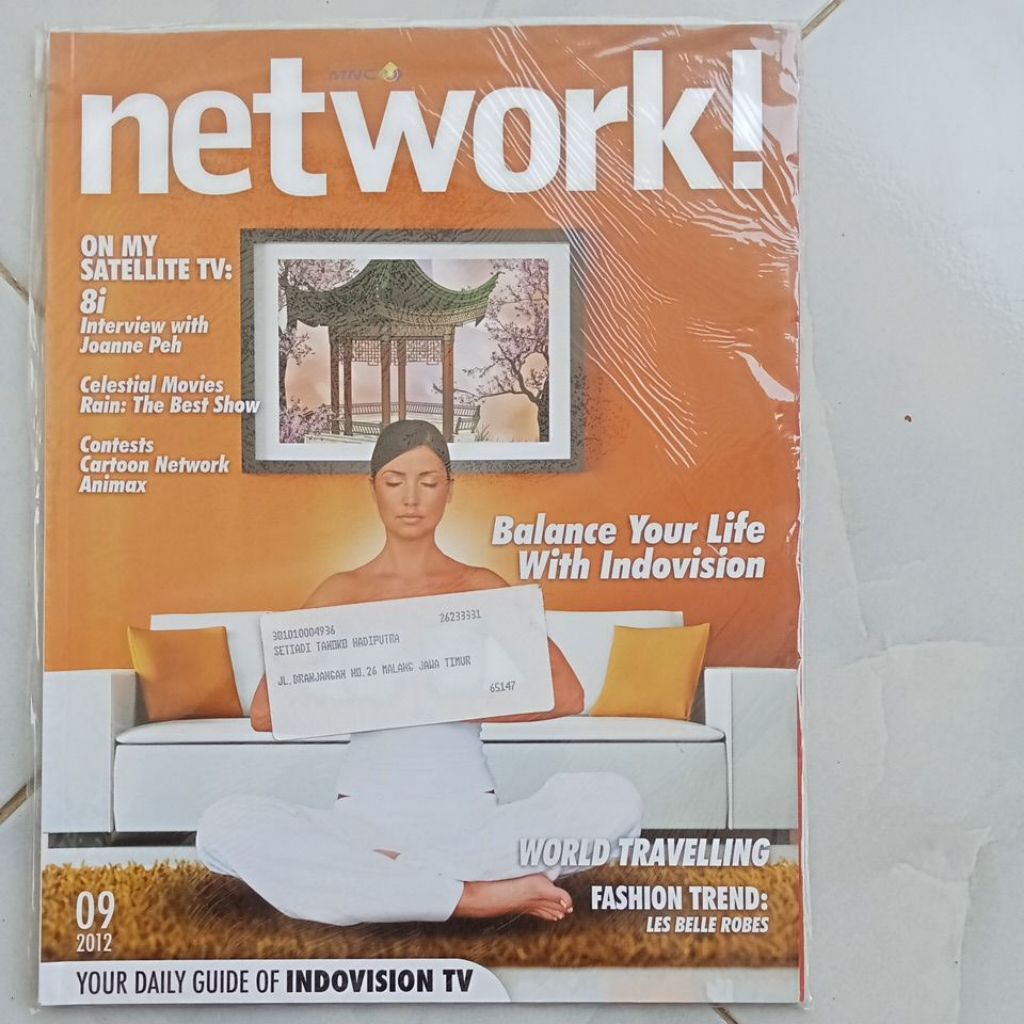 MNC
network!
ON MY
SATELLITE TV:
8i
Interview with
Joanne Peh
Celestial Movies
Rain: The Best Show
Contests
Cartoon Network
Animax
Balance Your Life
With Indovision
301010004936
26233331
SETIADI TANOKO HADIPUTRA
JL.DRANJANGAN NO.26 MALANG JAWA TIMUR
65147
WORLD TRAVELLING
FASHION TREND:
LES BELLE ROBES
09
2012
YOUR DAILY GUIDE OF INDOVISION TV